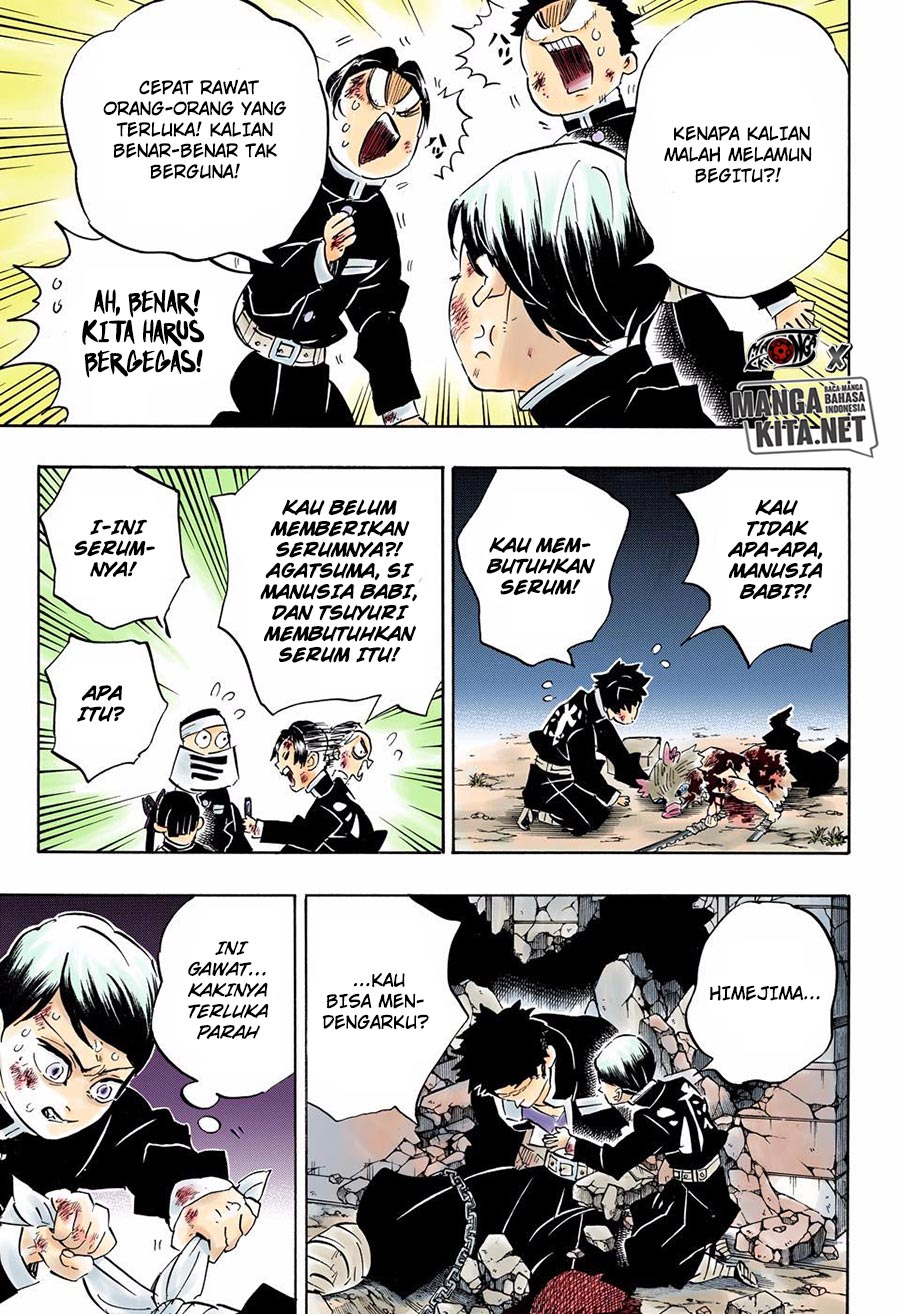 KENAPA KALIAN
MALAH MELAMUN
BEGITU?!
CEPAT RAWAT
ORANG-ORANG YANG
TERLUKA! KALIAN
BENAR-BENAR TAK
BERGUNA!
AH, BENAR!
KITA HARUS
BERGEGAS!
X
MANGA
KITA.NET
BACA MANGA
BAHASA
INDONESIA
KAU
TIDAK
APA-APA,
MANUSIA
BABI?!
KAU MEM-
BUTUHKAN
SERUM!
KAU BELUM
MEMBERIKAN
SERUMNYA?!
AGATSUMA, SI
MANUSIA BABI,
DAN TSUYURI
MEMBUTUHKAN
SERUM ITU!
I-INI
SERUM-
NYA!
APA
ITU?
HIMEJIMA...
...KAU
BISA MEN-
DENGARKU?
INI
GAWAT...
KAKINYA
TERLUKA
PARAH